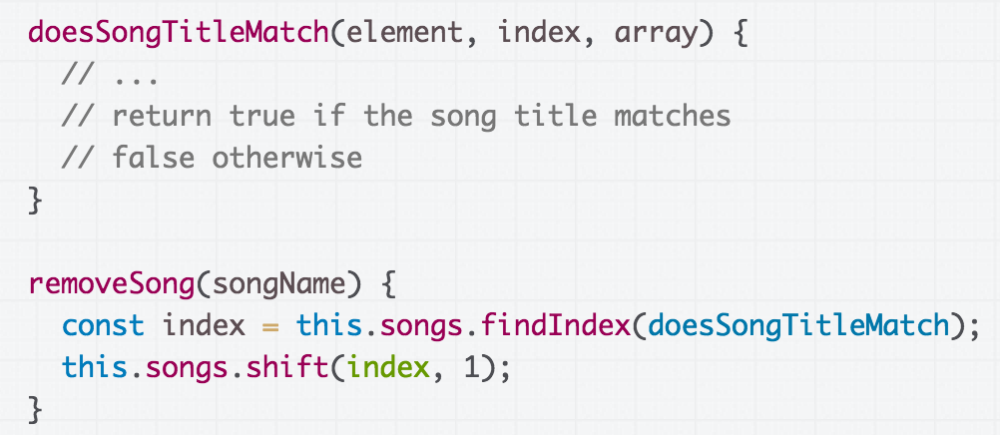 doesSongTitleMatch(element, index, array) {
  // ...
  // return true if the song title matches
  // false otherwise
}

removeSong(songName) {
  const index = this.songs.findIndex(doesSongTitleMatch);
  this.songs.shift(index, 1);
}